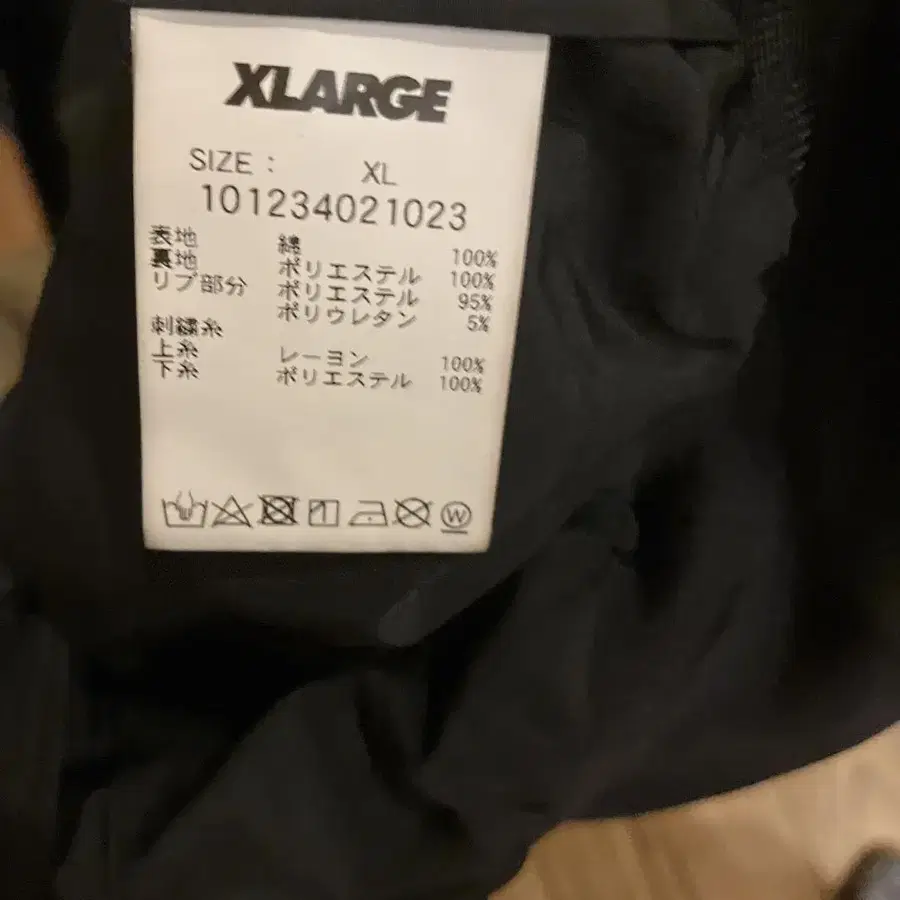 XLARGE
SIZE : XL
101234021023
表地 綿 100%
裏地 ポリエステル 100%
リブ部分 ポリエステル 95%
ポリウレタン 5%
刺繍糸
上糸 レーヨン 100%
下糸 ポリエステル 100%
W